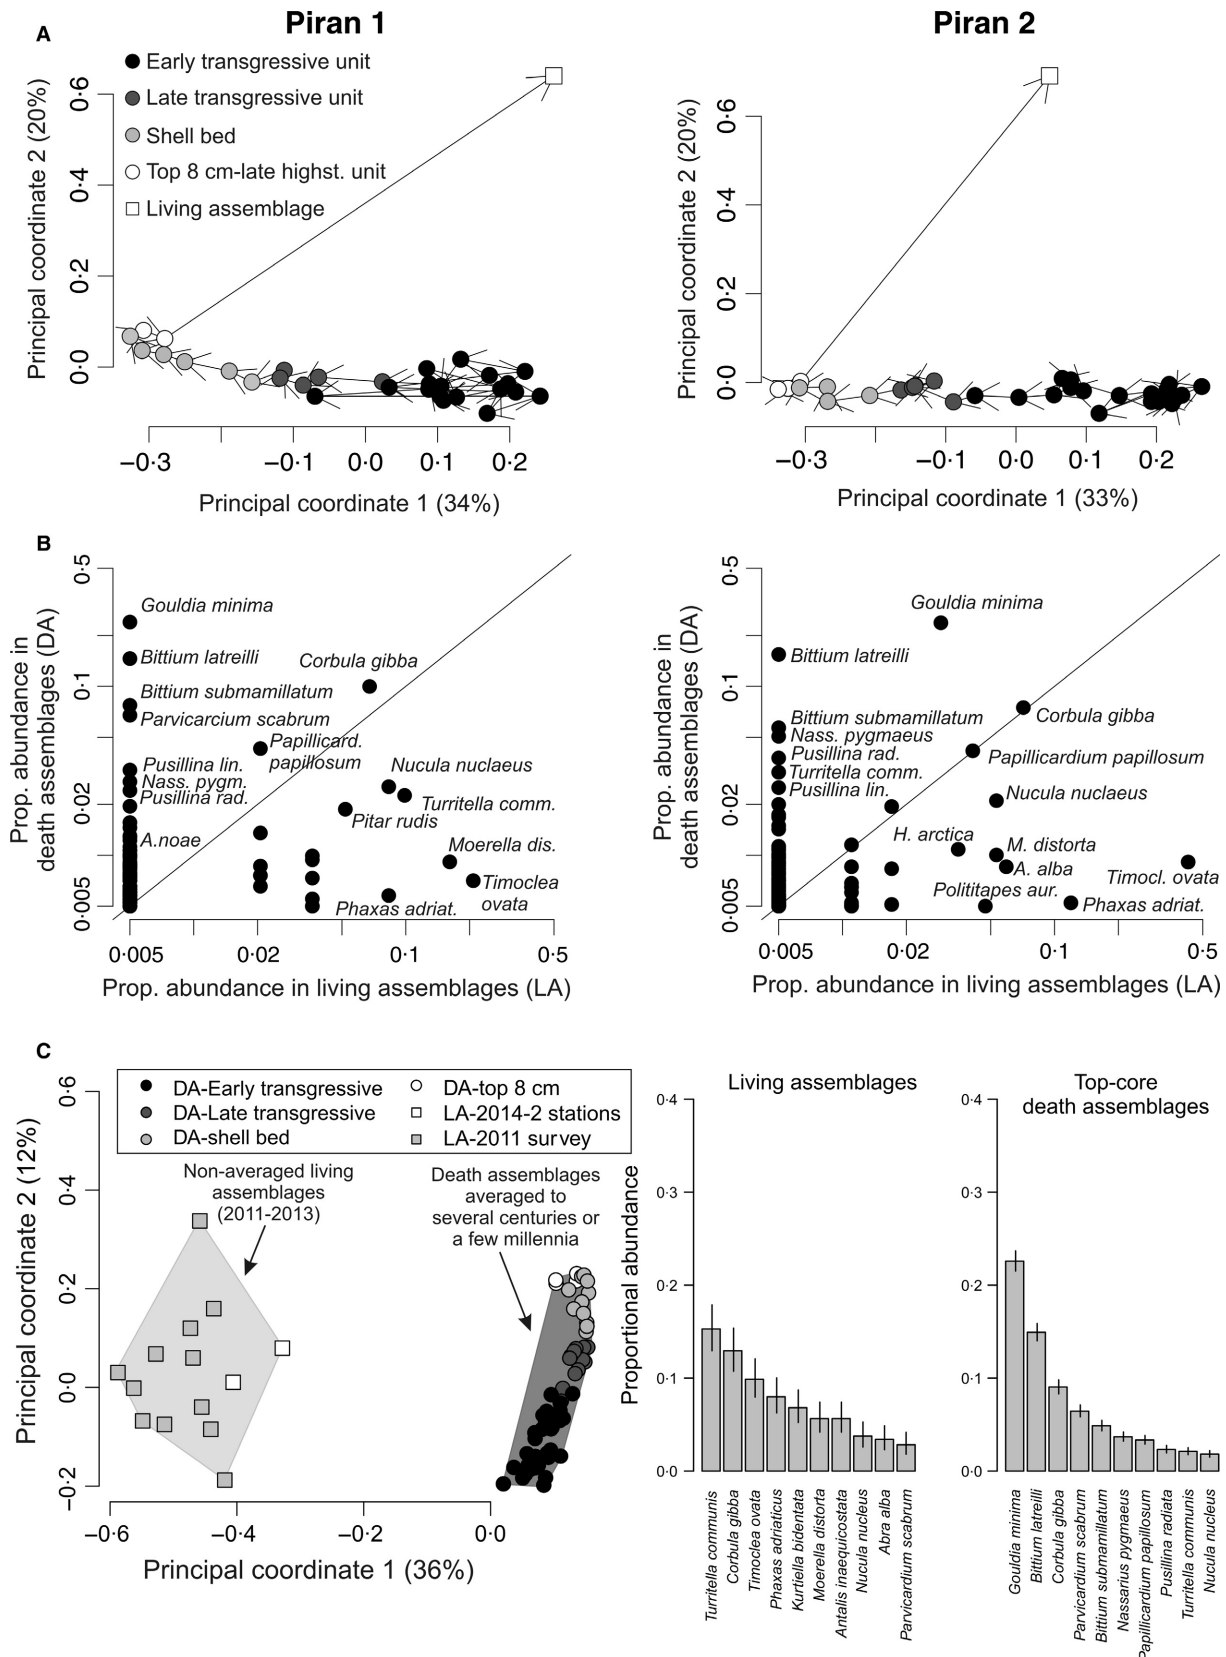 A
Piran 1
Piran 2
Early transgressive unit
Late transgressive unit
Shell bed
Top 8 cm-late highst. unit
Living assemblage
Principal coordinate 2 (20%)
0·6
0·4
0·2
0·0
−0·3
−0·1
0·0
0·1
0·2
Principal coordinate 1 (34%)
Principal coordinate 2 (20%)
0·6
0·4
0·2
0·0
−0·3
−0·1
0·0
0·1
0·2
Principal coordinate 1 (33%)
B
Prop. abundance in
death assemblages (DA)
0·5
0·1
0·02
0·005
Gouldia minima
Bittium latreilli
Corbula gibba
Bittium submamillatum
Parvicarcium scabrum
Papillicard.
papillosum
Pusillina lin.
Nass. pygm.
Pusillina rad.
Nucula nuclaeus
Turritella comm.
Pitar rudis
A.noae
Moerella dis.
Timoclea
ovata
Phaxas adriat.
0·005
0·02
0·1
0·5
Prop. abundance in living assemblages (LA)
Prop. abundance in
death assemblages (DA)
0·5
0·1
0·02
0·005
Gouldia minima
Bittium latreilli
Bittium submamillatum
Corbula gibba
Nass. pygmaeus
Pusillina rad.
Papillicardium papillosum
Turritella comm.
Pusillina lin.
Nucula nuclaeus
H. arctica
M. distorta
A. alba
Timocl. ovata
Polititapes aur.
Phaxas adriat.
0·005
0·02
0·1
0·5
Prop. abundance in living assemblages (LA)
C
DA-Early transgressive
DA-Late transgressive
DA-shell bed
DA-top 8 cm
LA-2014-2 stations
LA-2011 survey
Non-averaged living
assemblages
(2011-2013)
Death assemblages
averaged to
several centuries or
a few millennia
Principal coordinate 2 (12%)
0·6
0·4
0·2
0·0
−0·2
−0·6
−0·4
−0·2
0·0
Principal coordinate 1 (36%)
Living assemblages
Proportional abundance
0·4
0·3
0·2
0·1
0·0
Turritella communis
Corbula gibba
Timoclea ovata
Phaxas adriaticus
Kurtiella bidentata
Moerella distorta
Antalis inaequicostata
Nucula nucleus
Abra alba
Parvicardium scabrum
Top-core
death assemblages
0·4
0·3
0·2
0·1
0·0
Gouldia minima
Bittium latreilli
Corbula gibba
Parvicardium scabrum
Bittium submamillatum
Nassarius pygmaeus
Papillicardium papillosum
Pusillina radiata
Turritella communis
Nucula nucleus